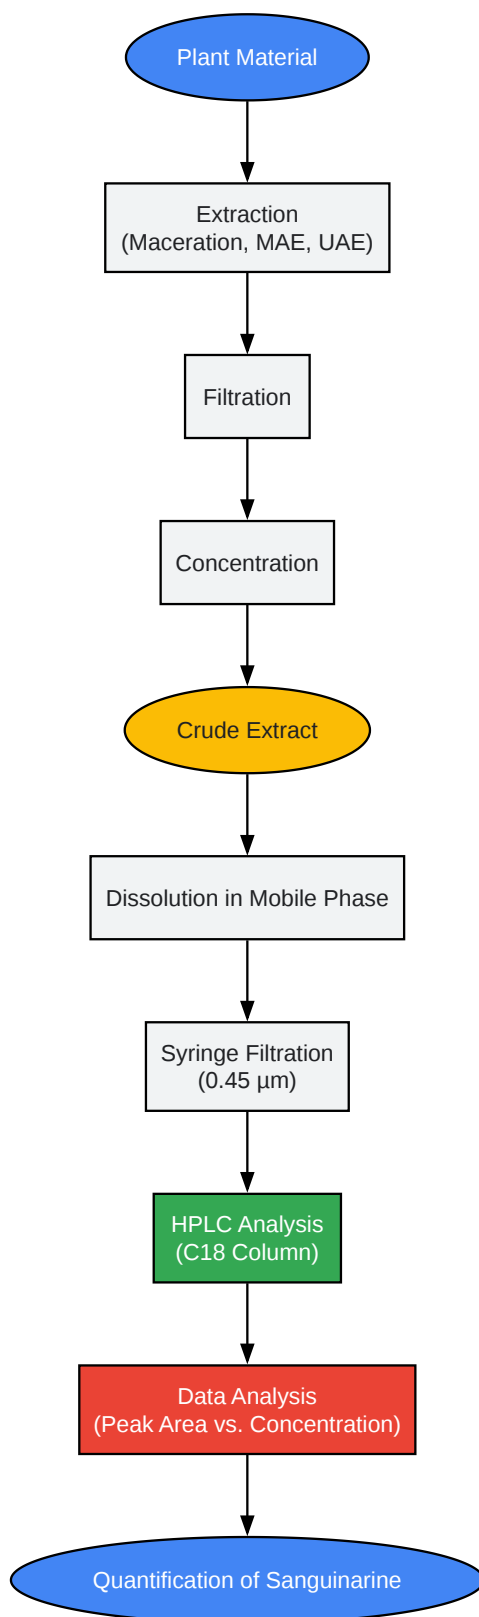 Plant Material
Extraction
(Maceration, MAE, UAE)
Filtration
Concentration
Crude Extract
Dissolution in Mobile Phase
Syringe Filtration
(0.45 µm)
HPLC Analysis
(C18 Column)
Data Analysis
(Peak Area vs. Concentration)
Quantification of Sanguinarine